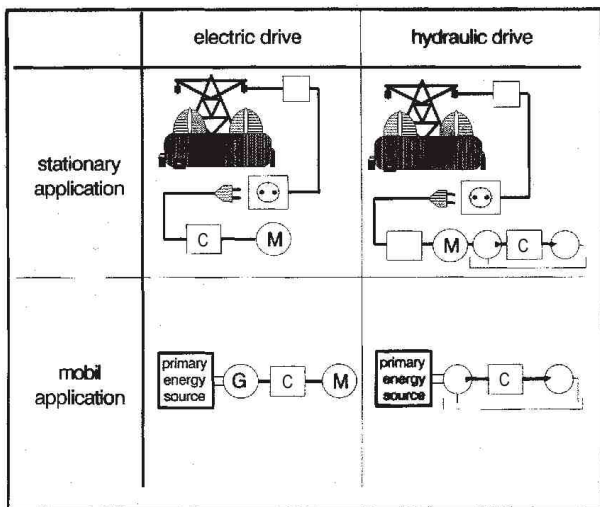 electric drive
hydraulic drive
stationary
application
C
M
M
C
mobil
application
primary
energy
source
G
C
M
primary
energy
source
C